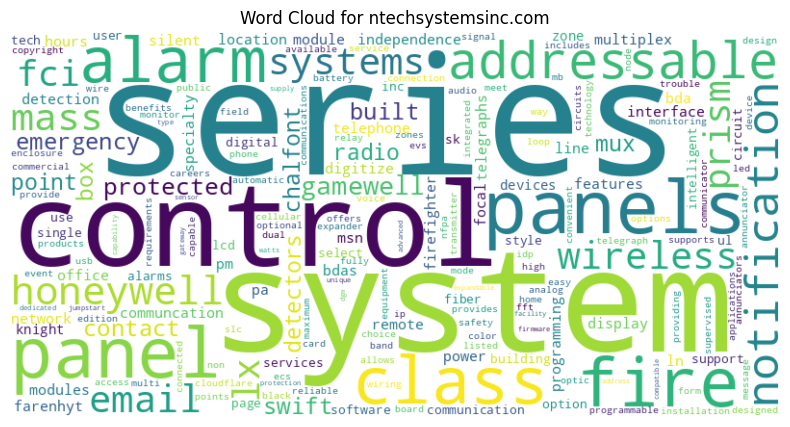 Word Cloud for ntechsystemsinc.com
tech hours user silent location module independence signal zone multiplex includes design
copyright alarm systems addressable
fci available service battery connection node
wire detection public benefits monitor type field inc mb trouble
mass specialty built audio bda technology
series
emergency chalfont telephone sk mux interface intelligent monitoring device prism
enclosure box digital relay zones telegraphs line circuit circuits led
commercial careers phone radio evs communications integrated way loop
point protected digitize gamewell focal devices features communicator notification
control panels
use requirements automatic cellular voice firefighter nfpa transmitter convenient options annunciator
single optional offers style telegraph supports ul
products lcd capability gateway senior capable dual expander msn select fully watts advanced idp high wireless applications annunciators
usb pm detectors bdas unique mode analog
event office alarms pa equipment fiber easy home
honeywell system
dedicated jumpstart maximum dgm ip provides fft expandable facility firmware display providing supervised
network edition contact remote safety color programming optic
knight communcation slc card choice band listed power building ln support message
panel class fire
services allows wiring
modules access multi non connected cloudflare protection ecs reliable address compatible form
farenhyt email points lx page black swift software board communication option programmable installation designed
provide supply meet